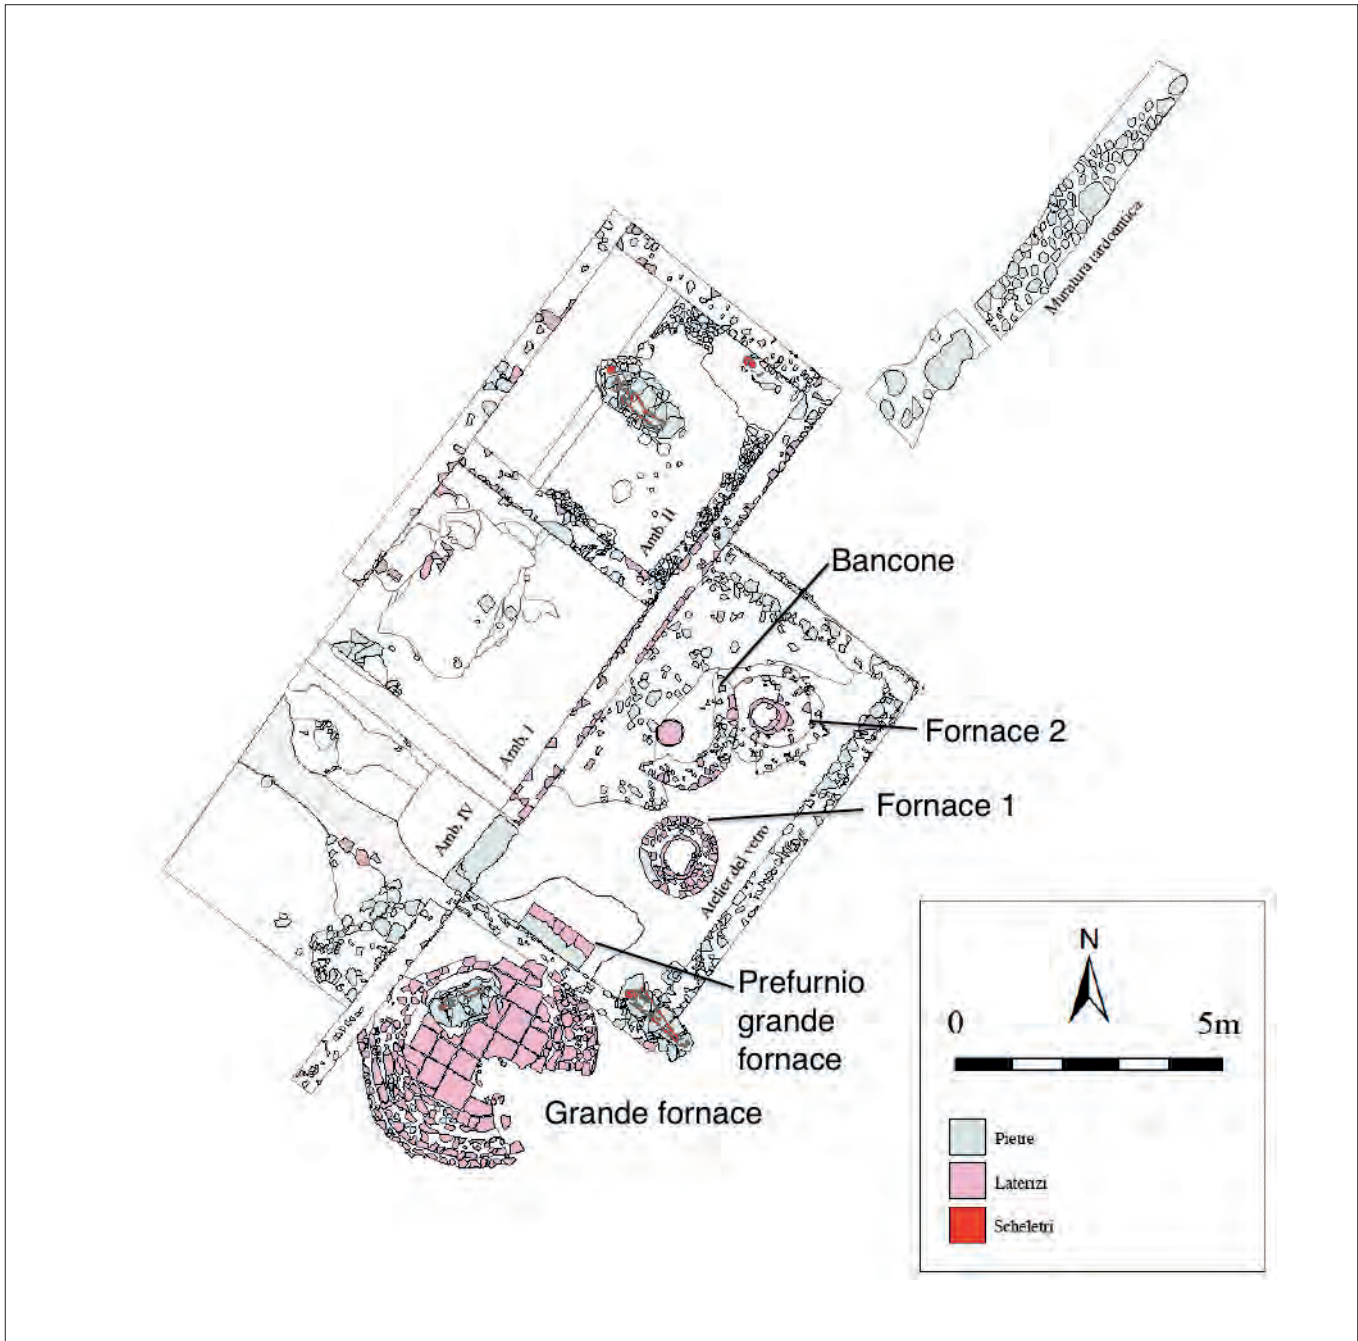 Muratura tardoantica
Amb. II
Bancone
Fornace 2
Amb. I
Fornace 1
Amb. IV
Atelier del vetro
Prefurnio
grande
fornace
Grande fornace
N
0 5m
Pietre
Laterizi
Scheletri